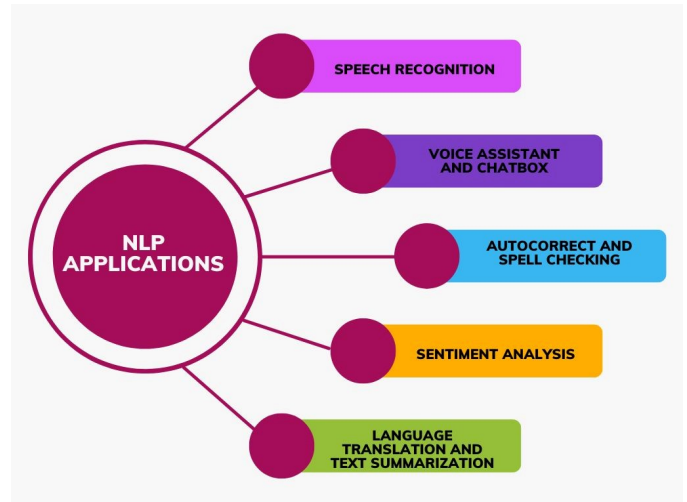 NLP
APPLICATIONS
SPEECH RECOGNITION
VOICE ASSISTANT
AND CHATBOX
AUTOCORRECT AND
SPELL CHECKING
SENTIMENT ANALYSIS
LANGUAGE
TRANSLATION AND
TEXT SUMMARIZATION